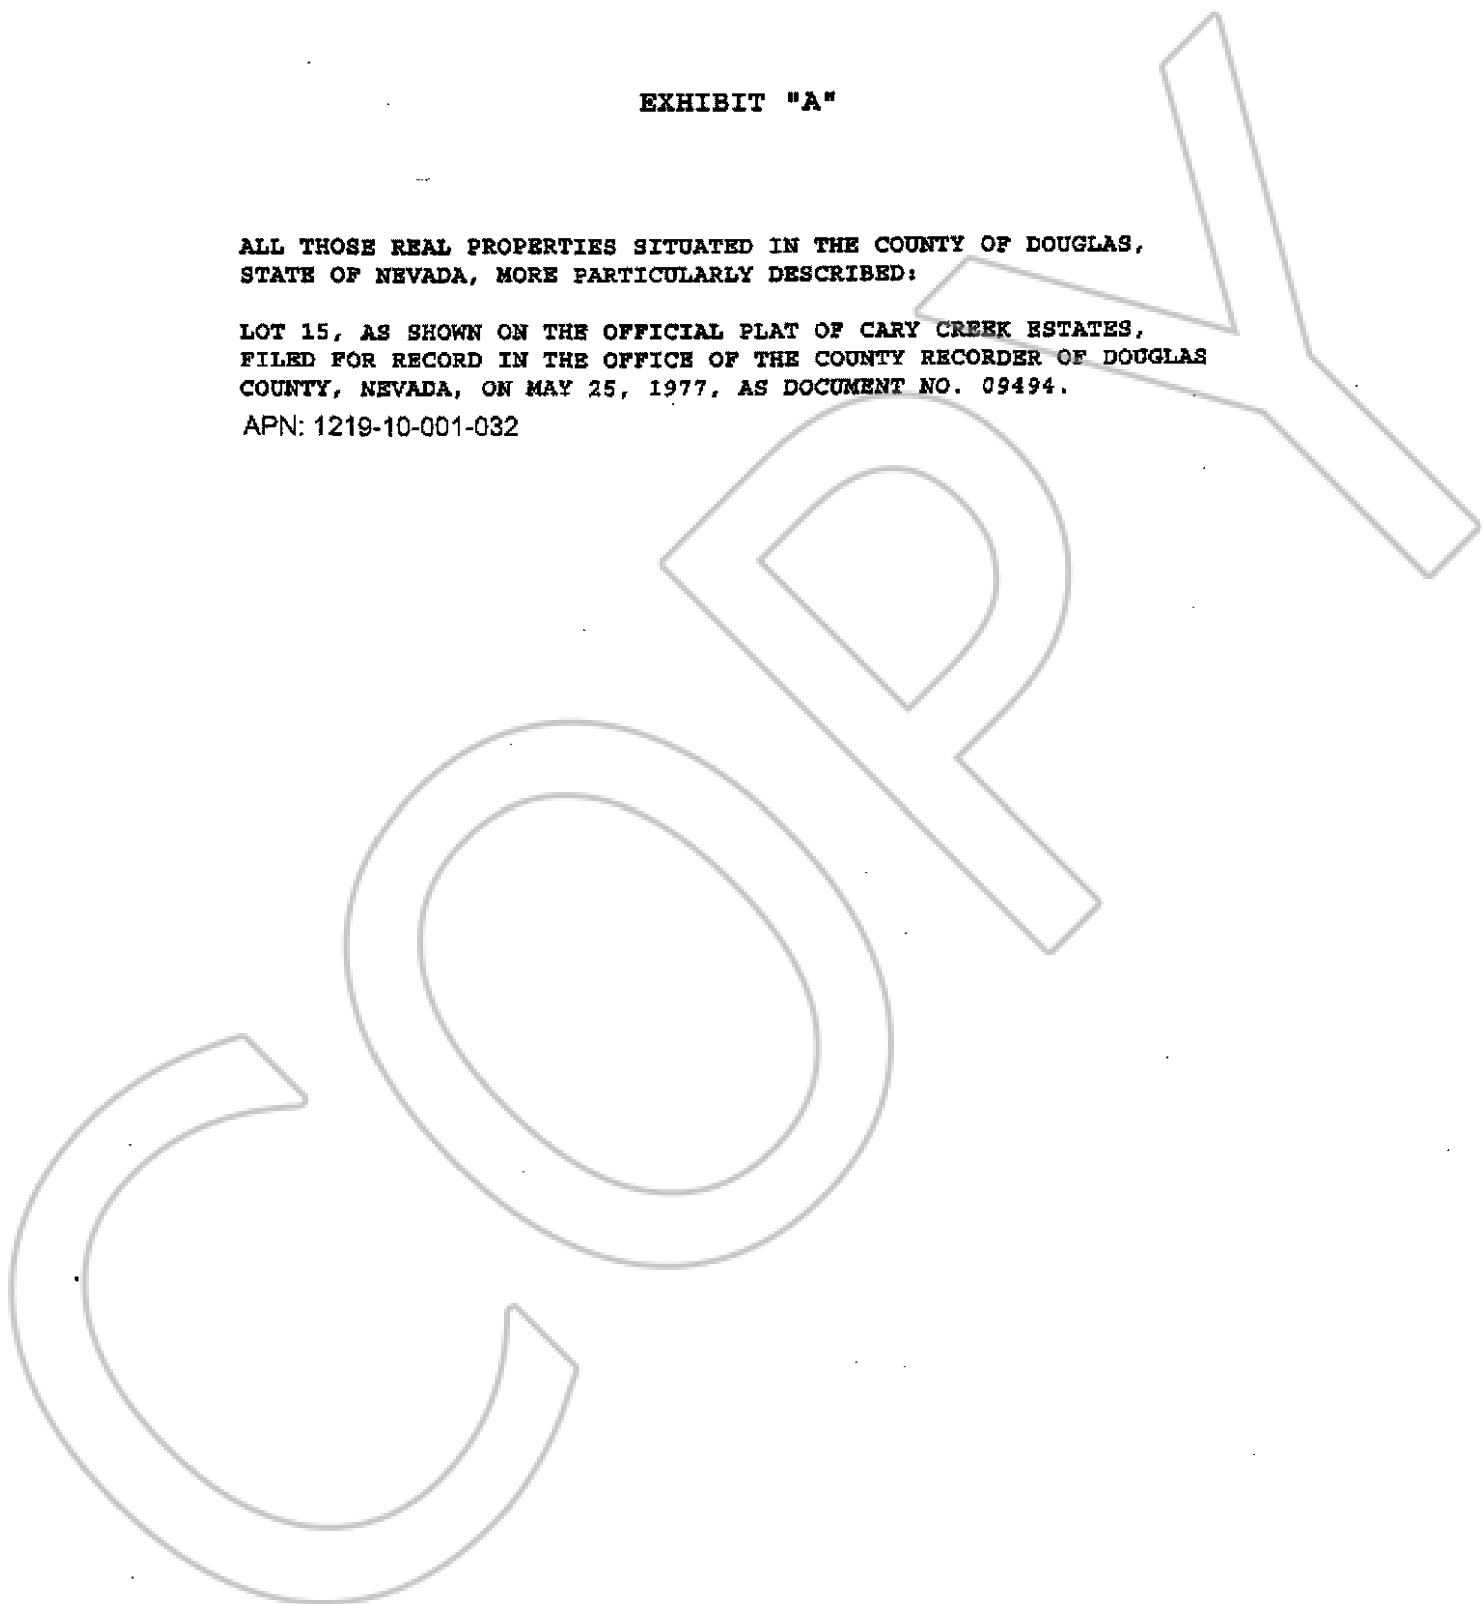 EXHIBIT "A"
ALL THOSE REAL PROPERTIES SITUATED IN THE COUNTY OF DOUGLAS,
STATE OF NEVADA, MORE PARTICULARLY DESCRIBED:
LOT 15, AS SHOWN ON THE OFFICIAL PLAT OF CARY CREEK ESTATES,
FILED FOR RECORD IN THE OFFICE OF THE COUNTY RECORDER OF DOUGLAS
COUNTY, NEVADA, ON MAY 25, 1977, AS DOCUMENT NO. 09494.
APN: 1219-10-001-032
COPY